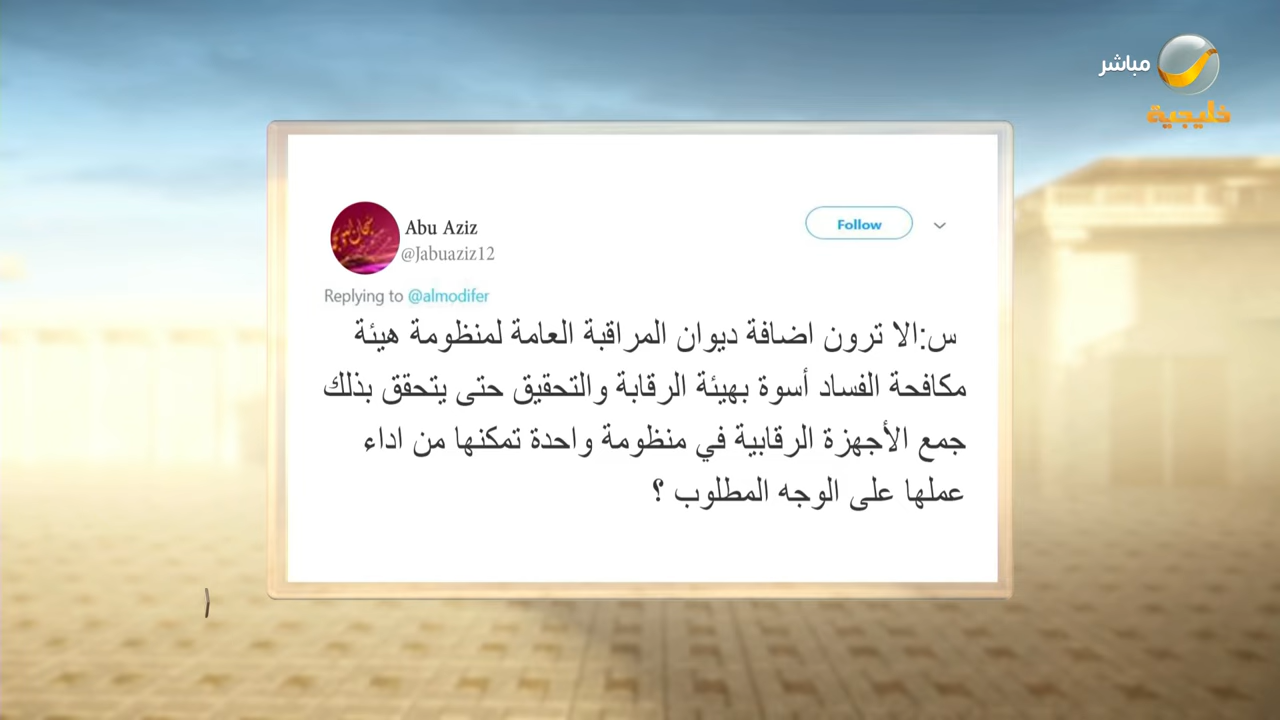 مباشر
خليجية
Abu Aziz
@Jabuaziz12
Follow
Replying to @almodifer
س:الا ترون اضافة ديوان المراقبة العامة لمنظومة هيئة
مكافحة الفساد أسوة بهيئة الرقابة والتحقيق حتى يتحقق بذلك
جمع الأجهزة الرقابية في منظومة واحدة تمكنها من اداء
عملها على الوجه المطلوب ؟